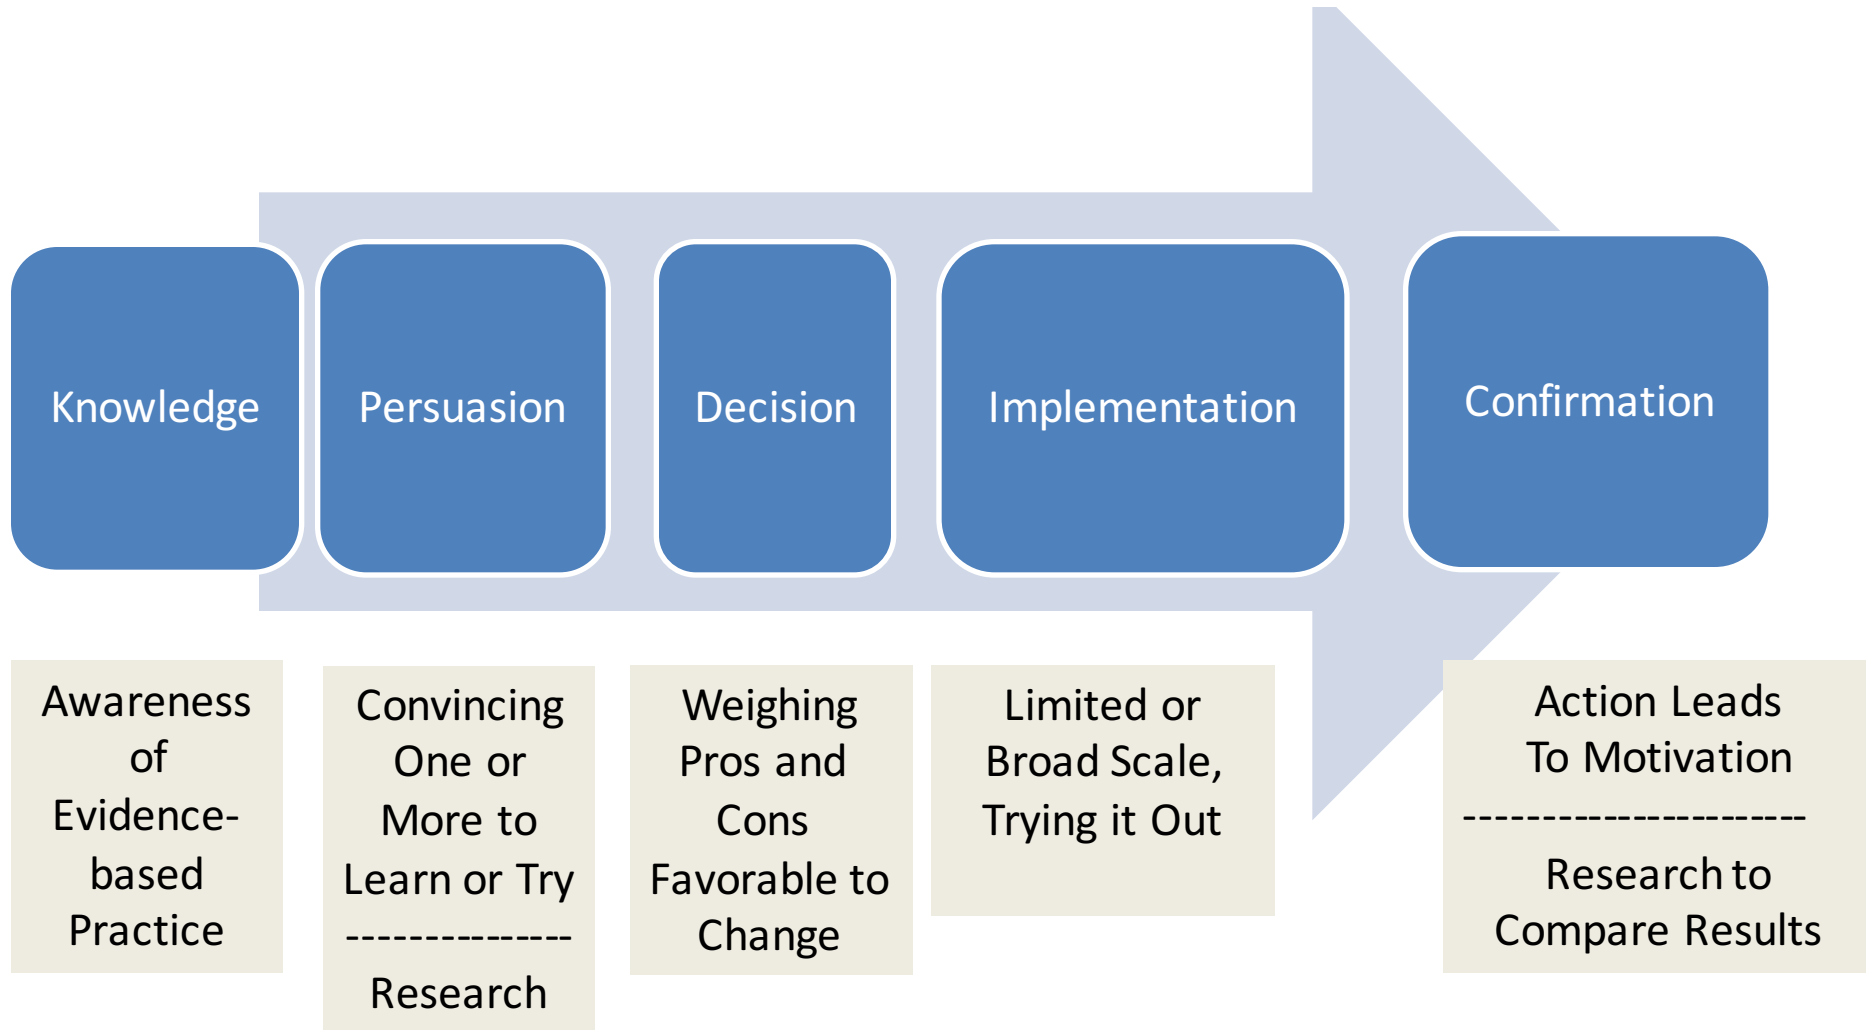 Knowledge
Persuasion
Decision
Implementation
Confirmation
Awareness
of
Evidence-
based
Practice
Convincing
One or
More to
Learn or Try
---------------
Research
Weighing
Pros and
Cons
Favorable to
Change
Limited or
Broad Scale,
Trying it Out
Action Leads
To Motivation
-----------------------
Research to
Compare Results